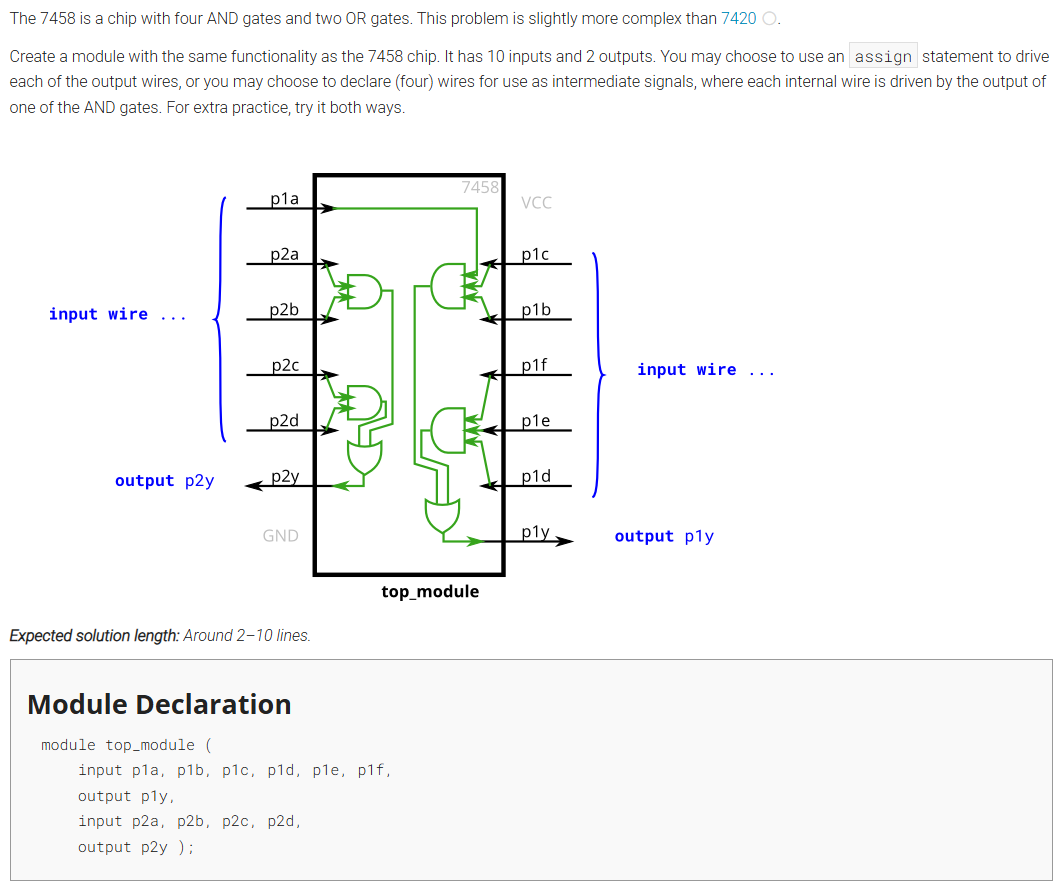 The 7458 is a chip with four AND gates and two OR gates. This problem is slightly more complex than 7420.
Create a module with the same functionality as the 7458 chip. It has 10 inputs and 2 outputs. You may choose to use an assign statement to drive
each of the output wires, or you may choose to declare (four) wires for use as intermediate signals, where each internal wire is driven by the output of
one of the AND gates. For extra practice, try it both ways.
7458
p1a
VCC
p2a
p1c
input wire ...
p2b
p1b
p2c
p1f
input wire ...
p2d
p1e
output p2y
p2y
p1d
GND
p1y
output p1y
top_module
Expected solution length: Around 2–10 lines.
Module Declaration
module top_module (
input p1a, p1b, p1c, p1d, p1e, p1f,
output p1y,
input p2a, p2b, p2c, p2d,
output p2y );